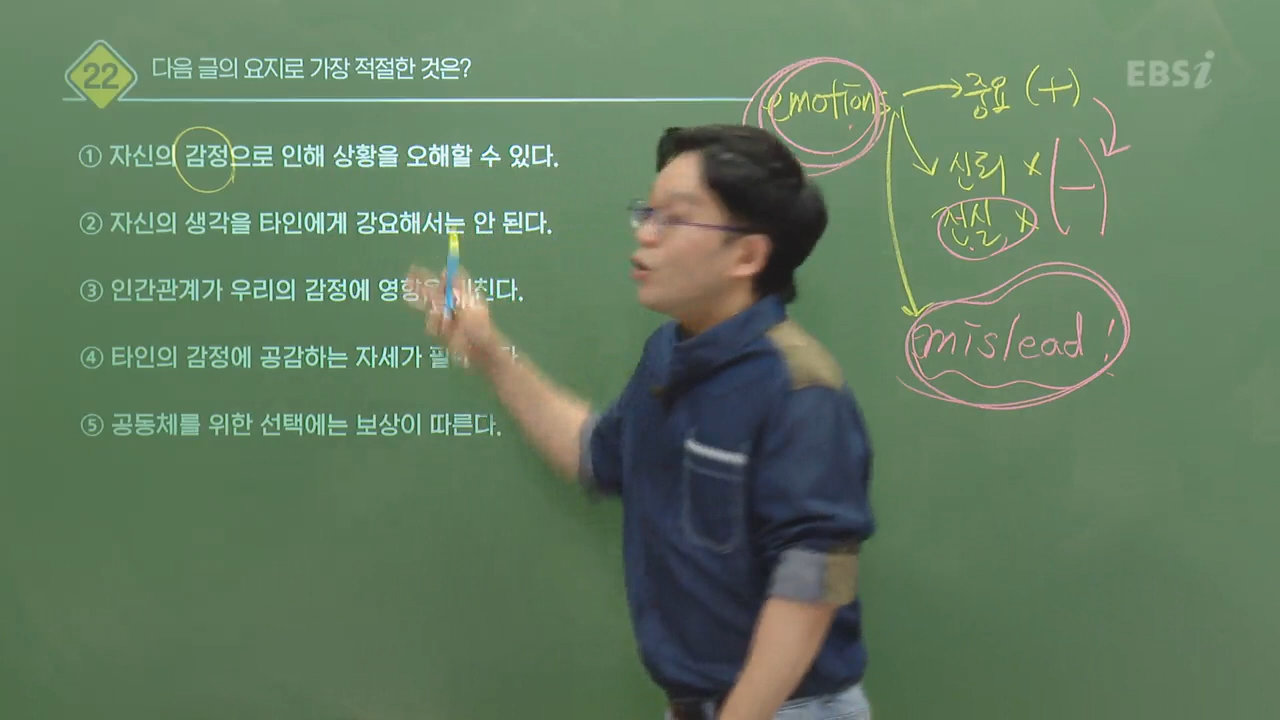 22 다음 글의 요지로 가장 적절한 것은?
① 자신의 감정으로 인해 상황을 오해할 수 있다.
② 자신의 생각을 타인에게 강요해서는 안 된다.
③ 인간관계가 우리의 감정에 영향을 미친다.
④ 타인의 감정에 공감하는 자세가
⑤ 공동체를 위한 선택에는 보상이 따른다.
EBSi
emotions → 중요 (+)
신뢰 × (-)
진실 ×
mislead!